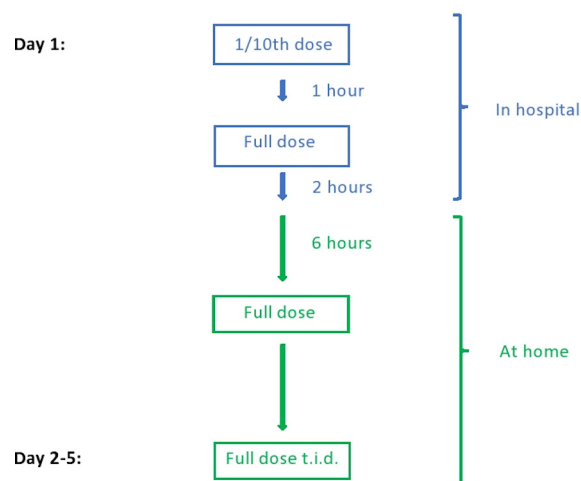 Day 1:
1/10th dose
1 hour
In hospital
Full dose
2 hours
6 hours
Full dose
At home
Day 2-5:
Full dose t.i.d.